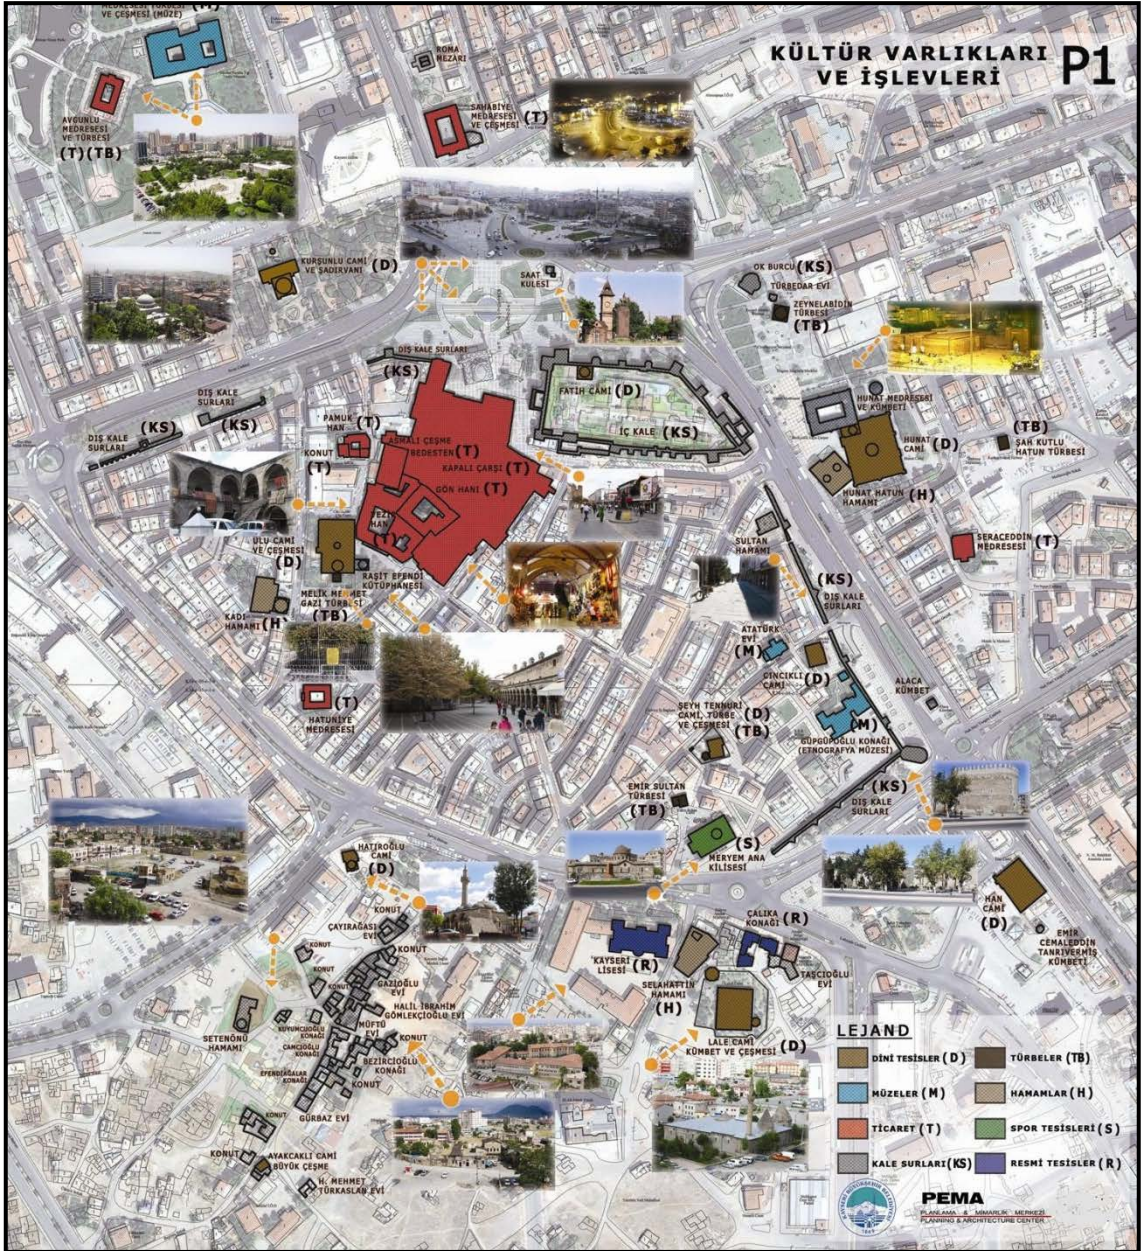 MEDRESESİ TÜRBESİ (M)
VE ÇEŞMESİ (MÜZE)
ROMA
MEZARI
KÜLTÜR VARLIKLARI
VE İŞLEVLERİ
P1
AVGUNLU
MEDRESESİ
VE TÜRBESİ
(T)(TB)
SAHABİYE
MEDRESESİ
VE ÇEŞMESİ
(T)
KURŞUNLU CAMİ
VE ŞADIRVANI
(D)
SAAT
KULESİ
OK BURCU (KS)
TÜRBEDAR EVİ
ZEYNELABİDİN
TÜRBESİ
(TB)
DIŞ KALE SURLARI
(KS)
FATİH CAMİ (D)
İÇ KALE (KS)
DIŞ KALE
SURLARI
(KS)
DIŞ KALE
SURLARI
(KS)
PAMUK
HAN
(T)
KONUT
(T)
ASMALI ÇEŞME
BEDESTEN (T)
KAPALI ÇARŞI (T)
GÖN HANI (T)
HAN
HUNAT MEDRESESİ
VE KÜMBETİ
HUNAT
CAMİ
(D)
HUNAT HATUN
HAMAMI
(H)
(TB)
ŞAH KUTLU
HATUN TÜRBESİ
SERACEDDİN
MEDRESESİ
(T)
ULU CAMİ
VE ÇEŞMESİ
(D)
RAŞİT EFENDİ
KÜTÜPHANESİ
MELİK MEHMET
GAZİ TÜRBESİ
(TB)
KADI
HAMAMI (H)
(T)
HATUNİYE
MEDRESESİ
SULTAN
HAMAMI
(KS)
DIŞ KALE
SURLARI
ATATÜRK
EVİ
(M)
CINCIKLI
CAMİ
(D)
ALACA
KÜMBET
ŞEYH TENNURİ
CAMİ, TÜRBE
VE ÇEŞMESİ
(D)
(TB)
(M)
GÜPGÜPOĞLU KONAĞI
(ETNOGRAFYA MÜZESİ)
EMİR SULTAN
TÜRBESİ
(TB)
(KS)
DIŞ KALE
SURLARI
(S)
MERYEM ANA
KİLİSESİ
HATIROĞLU
CAMİ
(D)
HAN
CAMİ
(D)
EMİR
CEMALEDDİN
TANRIVERMİŞ
KÜMBETİ
KONUT
ÇAYIRAĞASI
EVİ
KONUT
KONUT
KONUT
KONUT
GAZİOĞLU
EVİ
HALİL İBRAHİM
GÖMLEKÇİOĞLU EVİ
KAYSERİ
LİSESİ
(R)
ÇALIKA
KONAĞI
(R)
TAŞCIOĞLU
EVİ
SELAHATTİN
HAMAMI
(H)
LALE CAMİ
KÜMBET VE ÇEŞMESİ
(D)
SETENÖNÜ
HAMAMI
KUYUMCUOĞLU
KONAĞI
MÜFTÜ
EVİ
CAMCIOĞLU
KONAĞI
KONUT
BEZİRCİOĞLU
KONAĞI
EFENDİAĞALAR
KONAĞI
KONUT
GÜRBAZ EVİ
KONUT
KONUT
AYAKCAKLI CAMİ
BÜYÜK ÇEŞME
H. MEHMET
TÜRKASLAN EVİ
LEJAND
DİNİ TESİSLER (D)
TÜRBELER (TB)
MÜZELER (M)
HAMAMLAR (H)
TİCARET (T)
SPOR TESİSLERİ (S)
KALE SURLARI (KS)
RESMİ TESİSLER (R)
PEMA
PLANLAMA & MİMARLIK MERKEZİ
PLANNING & ARCHITECTURE CENTER